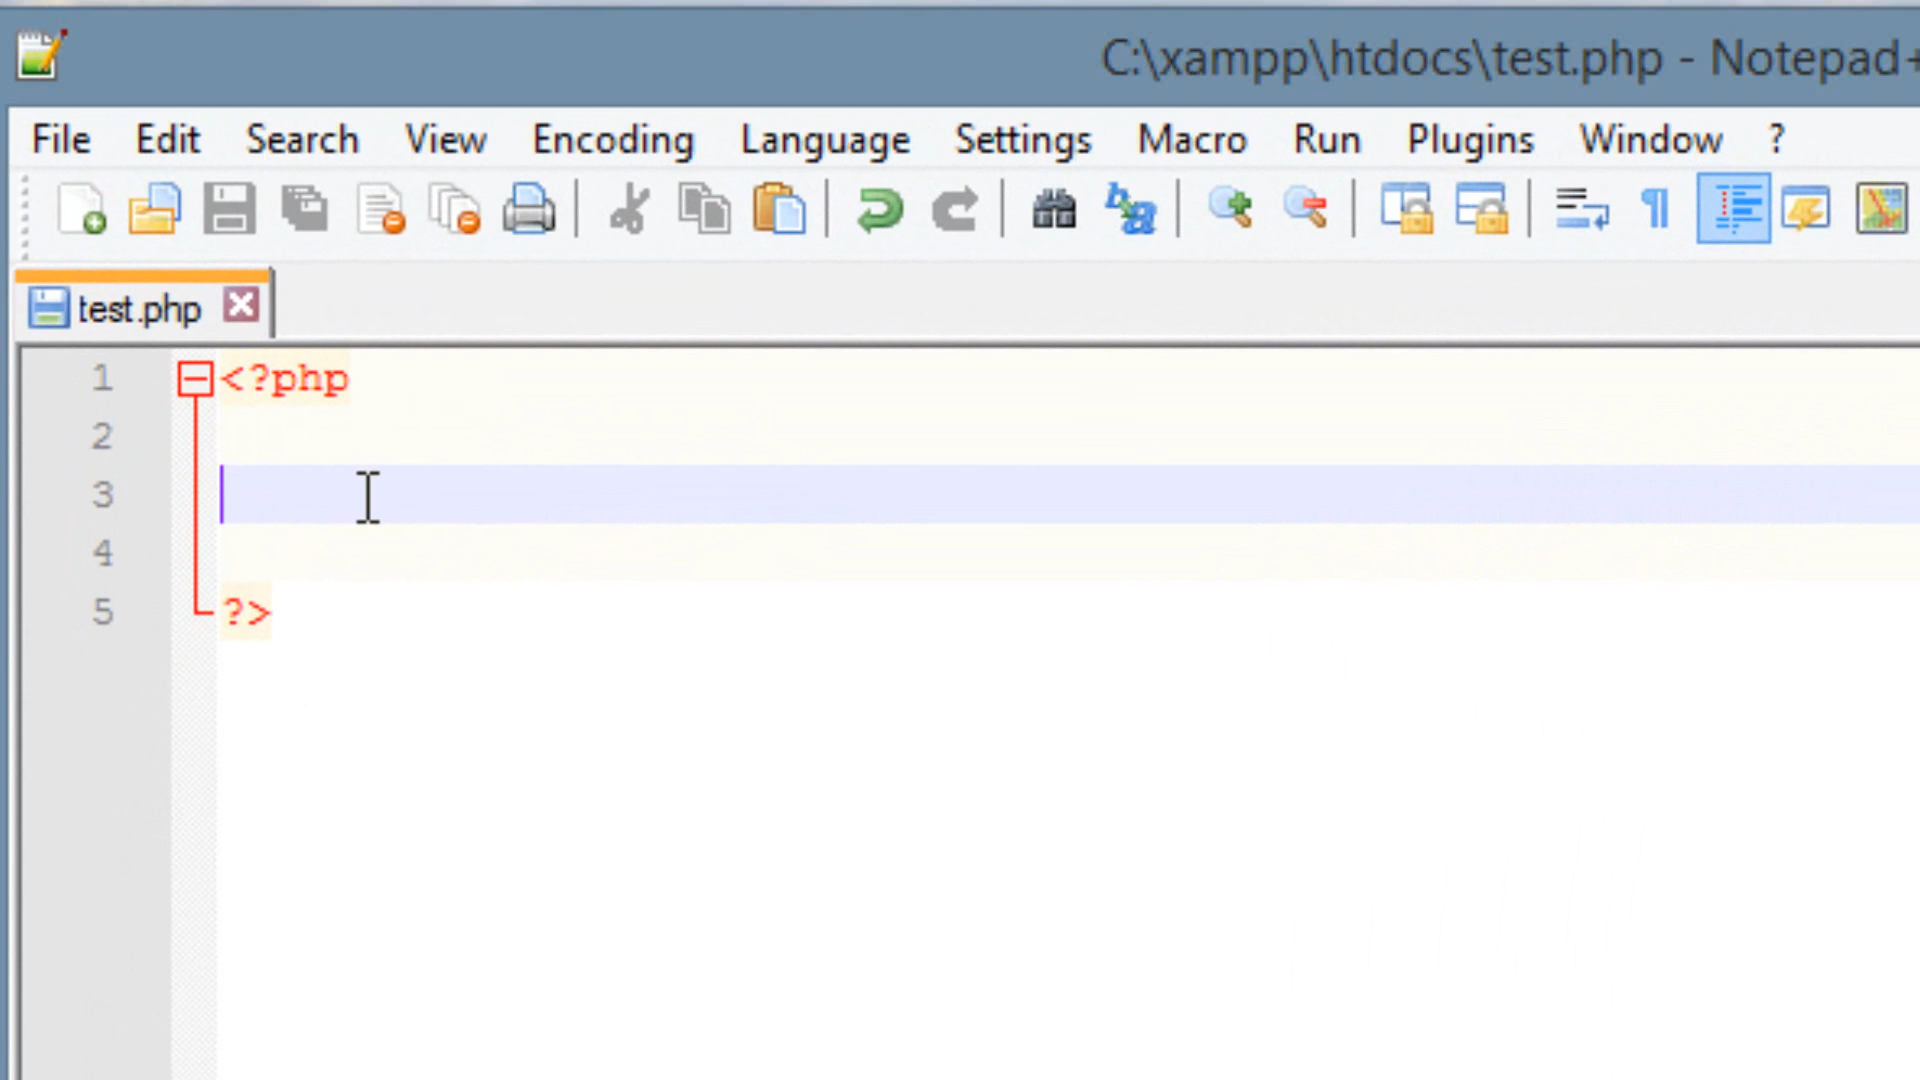 C:\xampp\htdocs\test.php - Notepad+
File Edit Search View Encoding Language Settings Macro Run Plugins Window ?
test.php
1 <?php
2
3
4
5 ?>